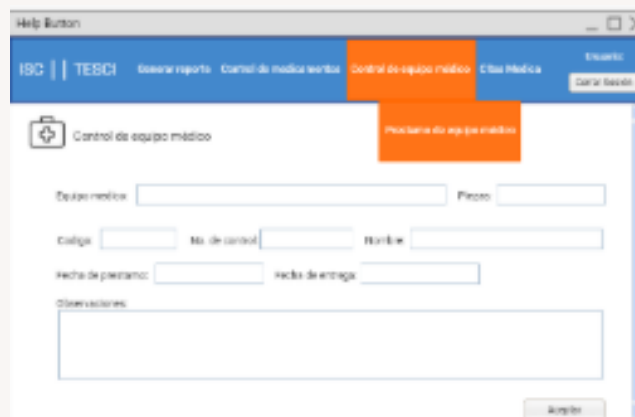 Help Button
ISC || TESCI Generar reporte Control de medicamentos Control de equipo médico Citas Medica Usuario:
Cerrar Sesión
Prestamo de equipo médico
Control de equipo médico
Equipo medico: Piezas:
Codigo: No. de control: Nombre:
Fecha de prestamo: Fecha de entrega:
Observaciones:
Aceptar